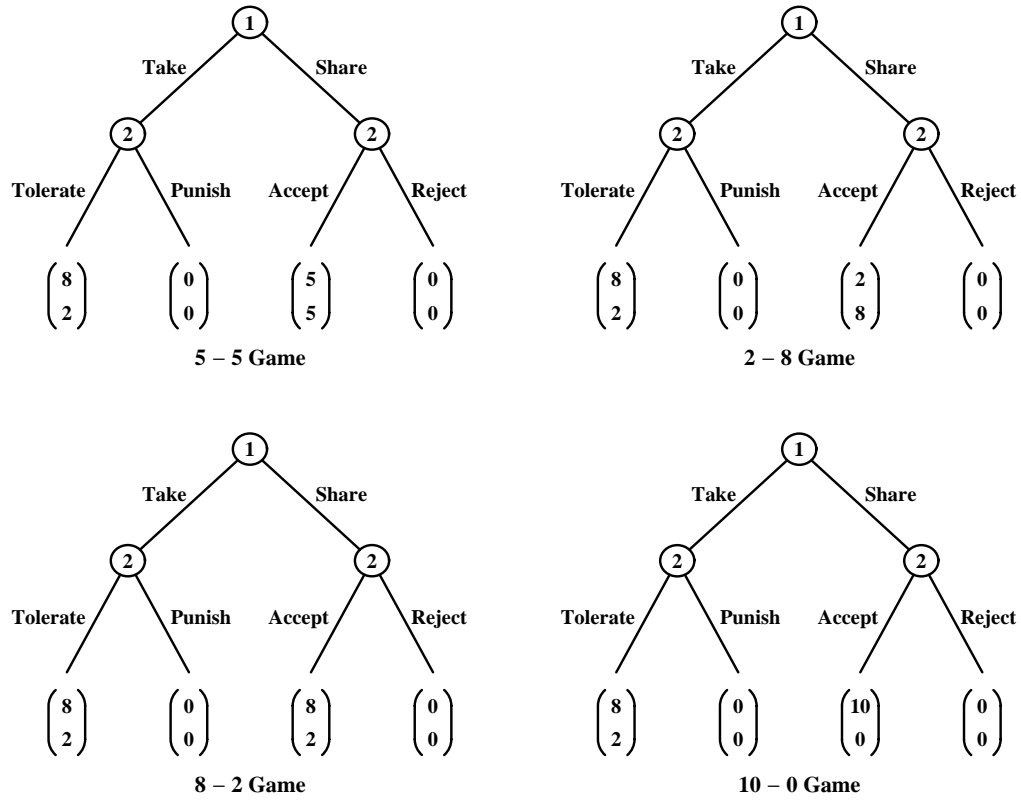 1 1
Take Share Take Share
2 2 2 2
Tolerate Punish Accept Reject Tolerate Punish Accept Reject
8 0 5 0 8 0 2 0
2 0 5 0 2 0 8 0
5 – 5 Game 2 – 8 Game
1 1
Take Share Take Share
2 2 2 2
Tolerate Punish Accept Reject Tolerate Punish Accept Reject
8 0 8 0 8 0 10 0
2 0 2 0 2 0 0 0
8 – 2 Game 10 – 0 Game